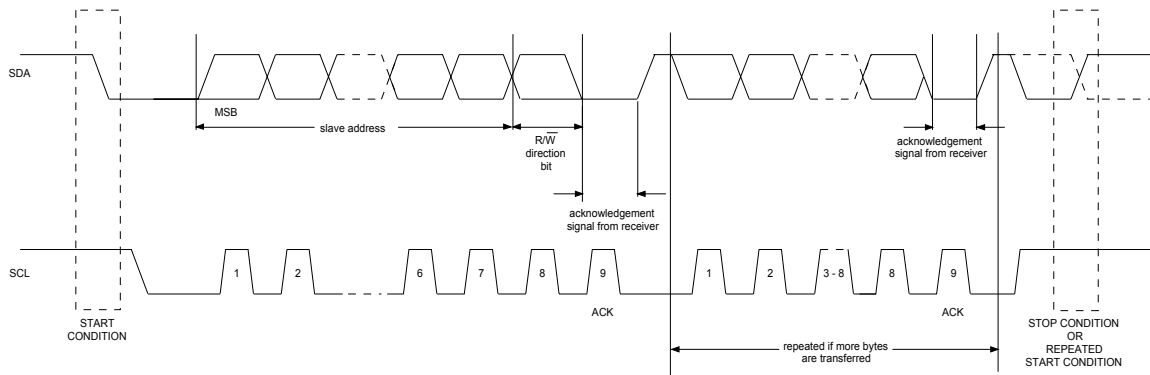 SDA
MSB
slave address
R/W̅
direction
bit
acknowledgement
signal from receiver
acknowledgement
signal from receiver
SCL
1
2
6
7
8
9
1
2
3 - 8
8
9
ACK
ACK
START
CONDITION
repeated if more bytes
are transferred
STOP CONDITION
OR
REPEATED
START CONDITION